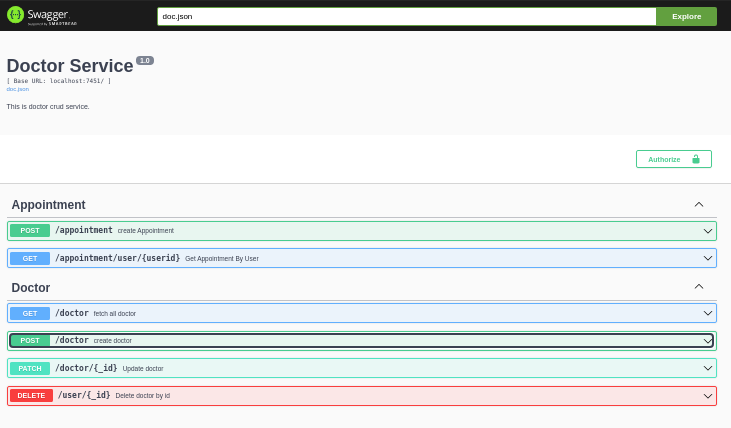 Swagger
Supported by SMARTBEAR
doc.json
Explore
Doctor Service 1.0
[ Base URL: localhost:7451/ ]
doc.json
This is doctor crud service.
Authorize
Appointment
POST /appointment create Appointment
GET /appointment/user/{userid} Get Appointment By User
Doctor
GET /doctor fetch all doctor
POST /doctor create doctor
PATCH /doctor/{_id} Update doctor
DELETE /user/{_id} Delete doctor by id